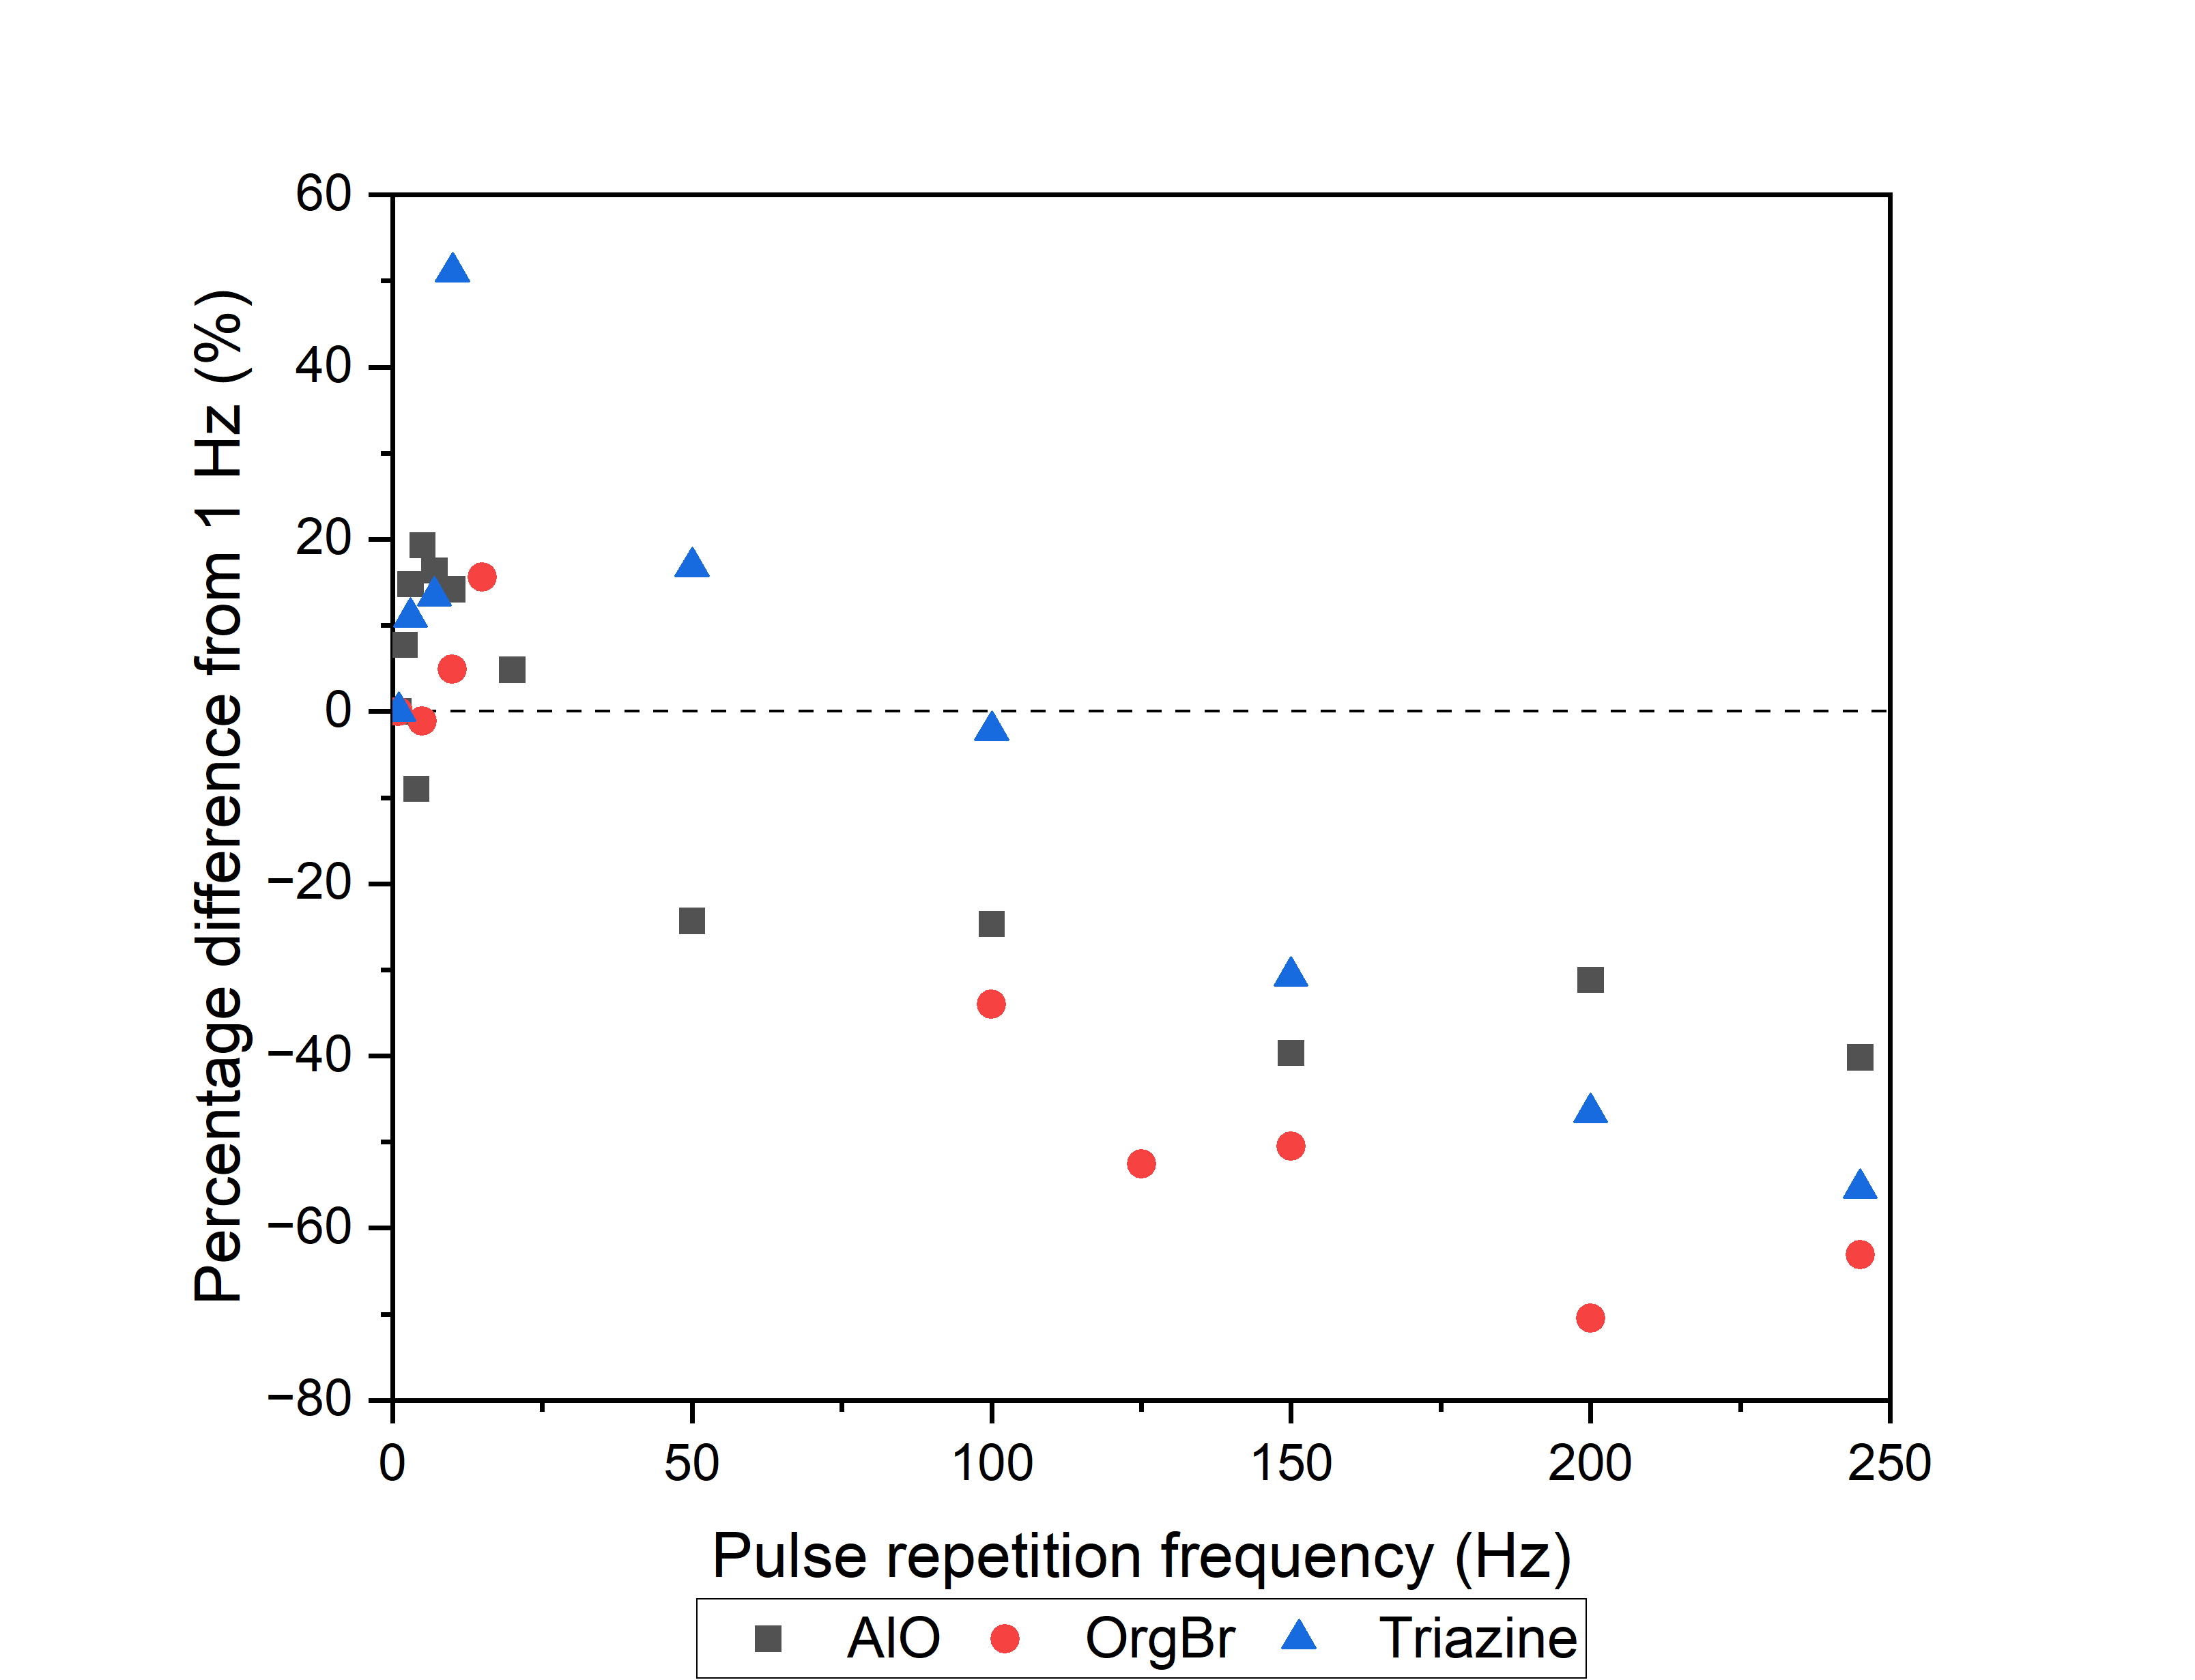 Percentage difference from 1 Hz (%)
60
40
20
0
−20
−40
−60
−80
0 50 100 150 200 250
Pulse repetition frequency (Hz)
AlO OrgBr Triazine